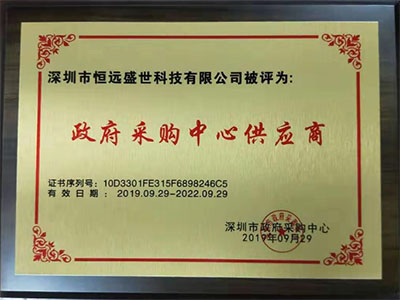 深圳市恒远盛世科技有限公司被评为:
政府采购中心供应商
证书序列号: 10D3301FE315F6898246C5
有效日期: 2019.09.29-2022.09.29
深圳市政府采购中心
2019年09月29